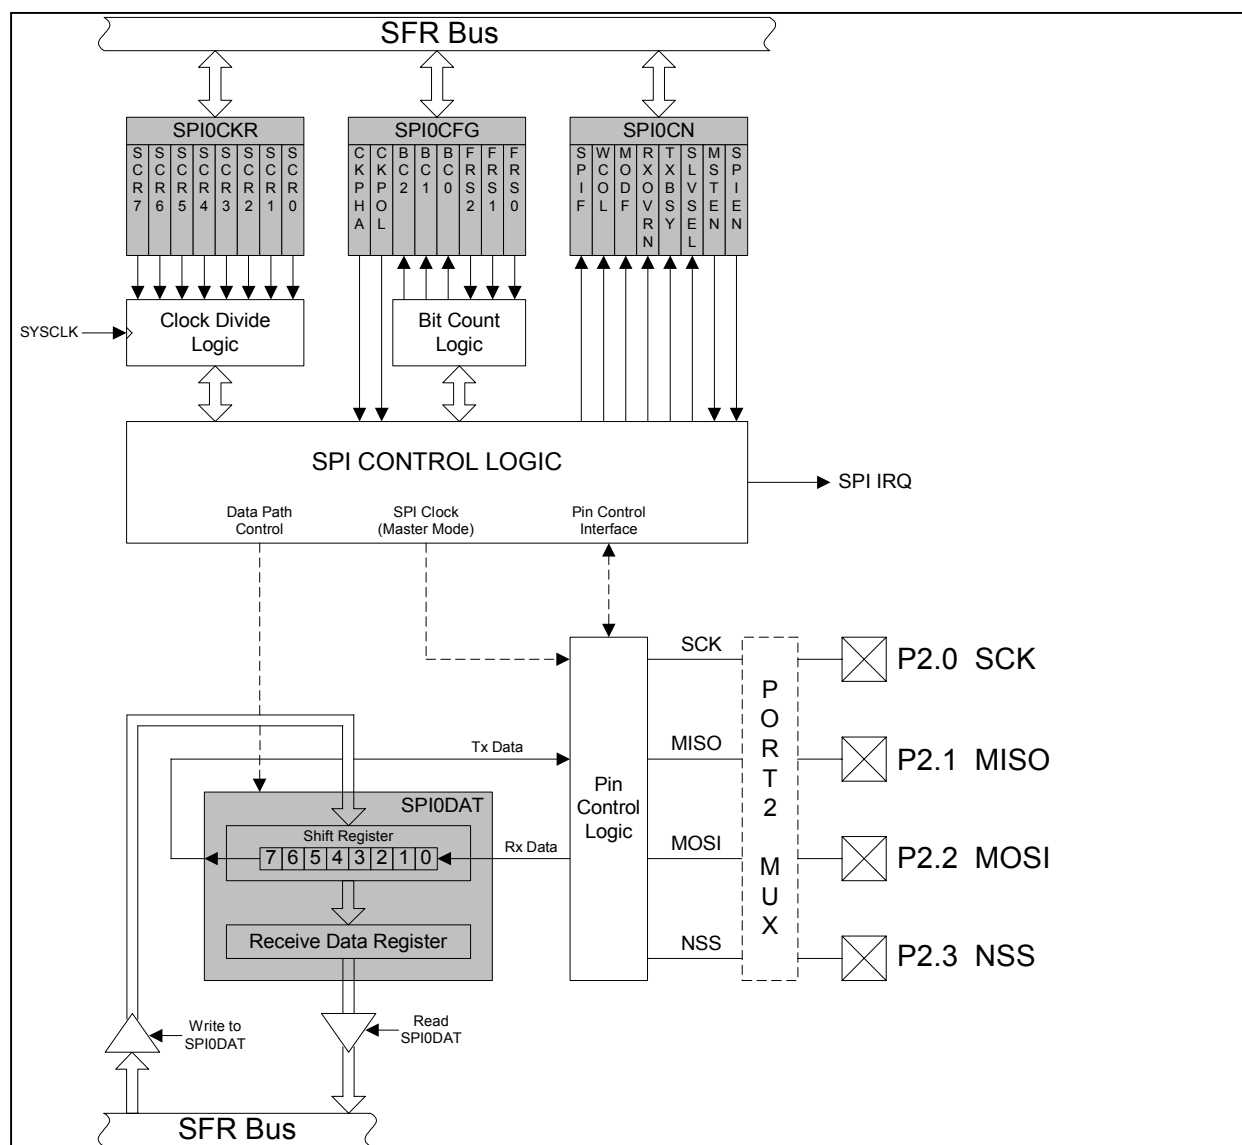 SFR Bus
SPI0CKR
SPI0CFG
SPI0CN
SCR7
SCR6
SCR5
SCR4
SCR3
SCR2
SCR1
SCR0
CKPHA
CKPOL
BC2
BC1
BC0
FRS2
FRS1
FRS0
SPIF
WCOL
MODF
RXOVRN
TXBSY
SLVSEL
MSTEN
SPIEN
SYSCLK
Clock Divide
Logic
Bit Count
Logic
SPI CONTROL LOGIC
SPI IRQ
Data Path
Control
SPI Clock
(Master Mode)
Pin Control
Interface
SCK
MISO
MOSI
NSS
Pin
Control
Logic
PORT2 MUX
P2.0 SCK
P2.1 MISO
P2.2 MOSI
P2.3 NSS
Tx Data
SPI0DAT
Shift Register
7 6 5 4 3 2 1 0
Rx Data
Receive Data Register
Write to
SPI0DAT
Read
SPI0DAT
SFR Bus